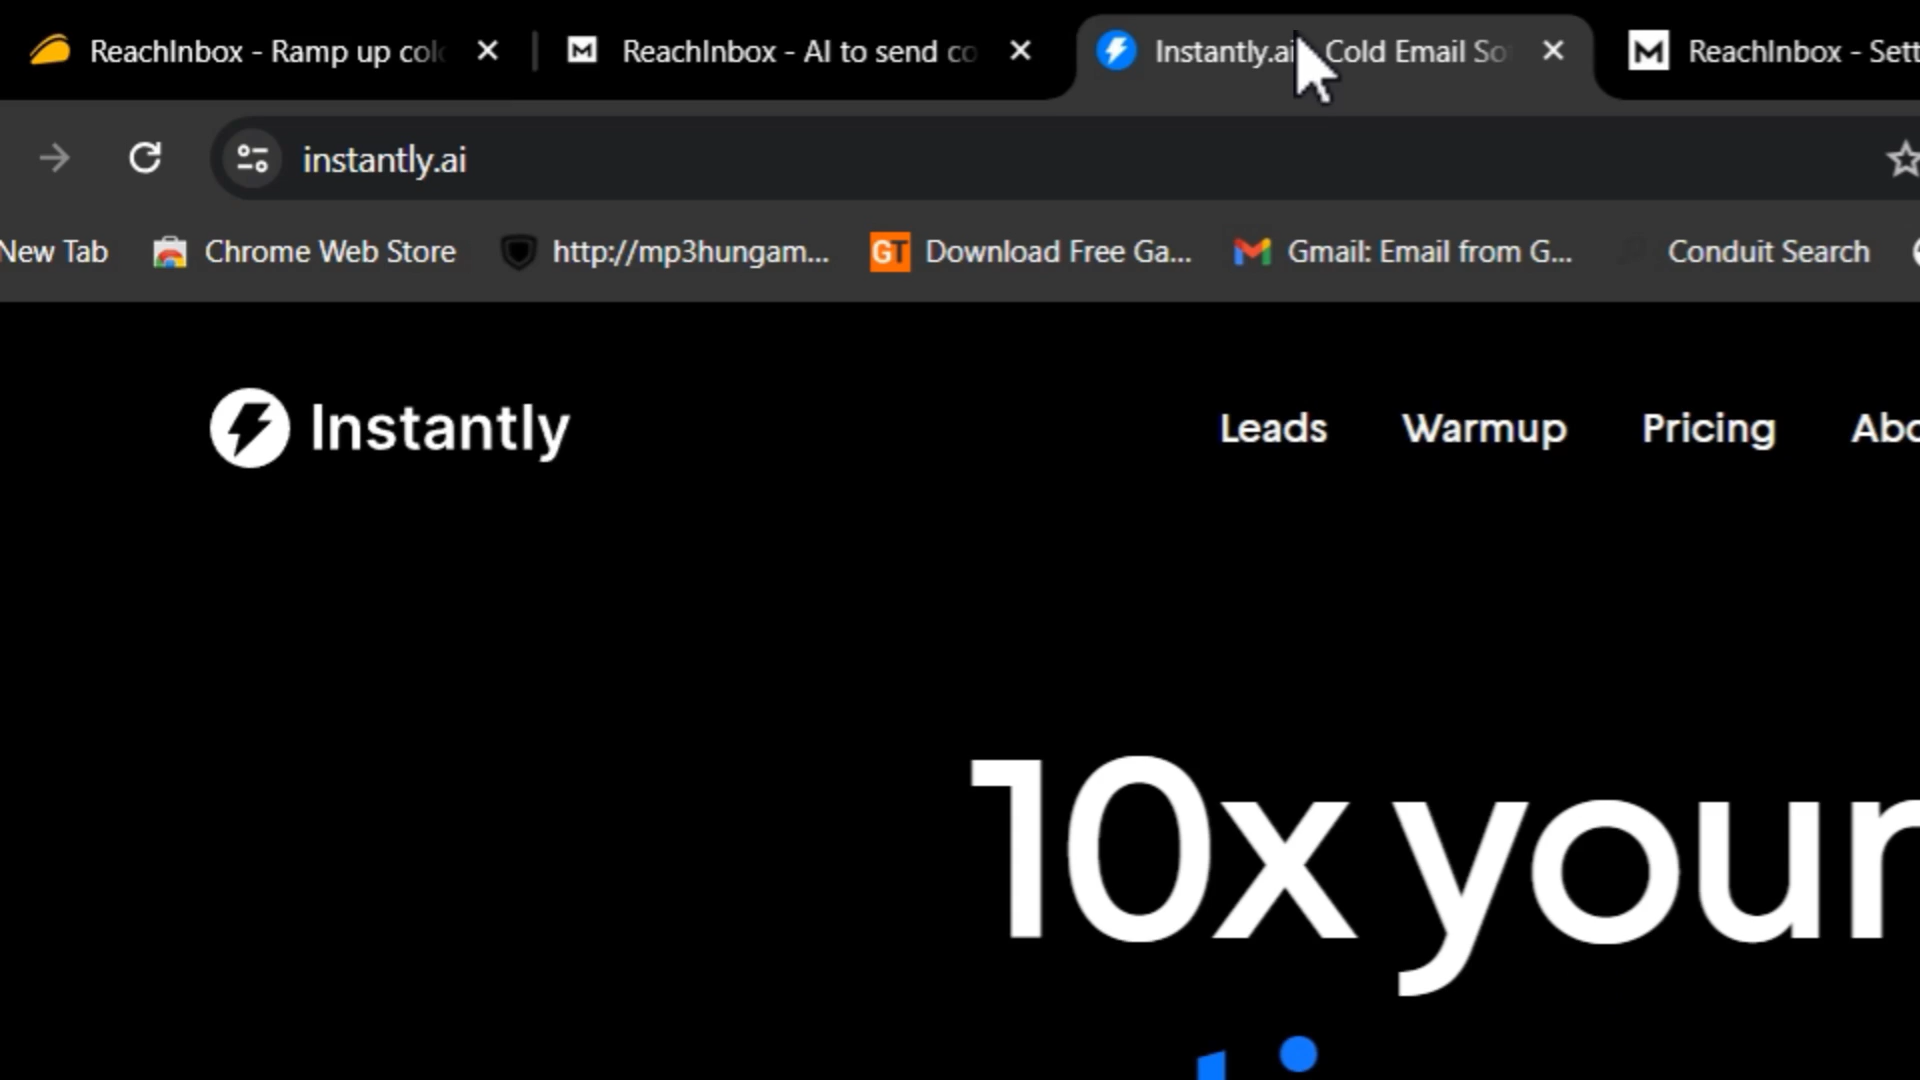 ReachInbox - Ramp up col
ReachInbox - AI to send co
Instantly.ai Cold Email So
ReachInbox - Sett
instantly.ai
New Tab
Chrome Web Store
http://mp3hungam...
Download Free Ga...
Gmail: Email from G...
Conduit Search
Instantly
Leads
Warmup
Pricing
Abo
10x your